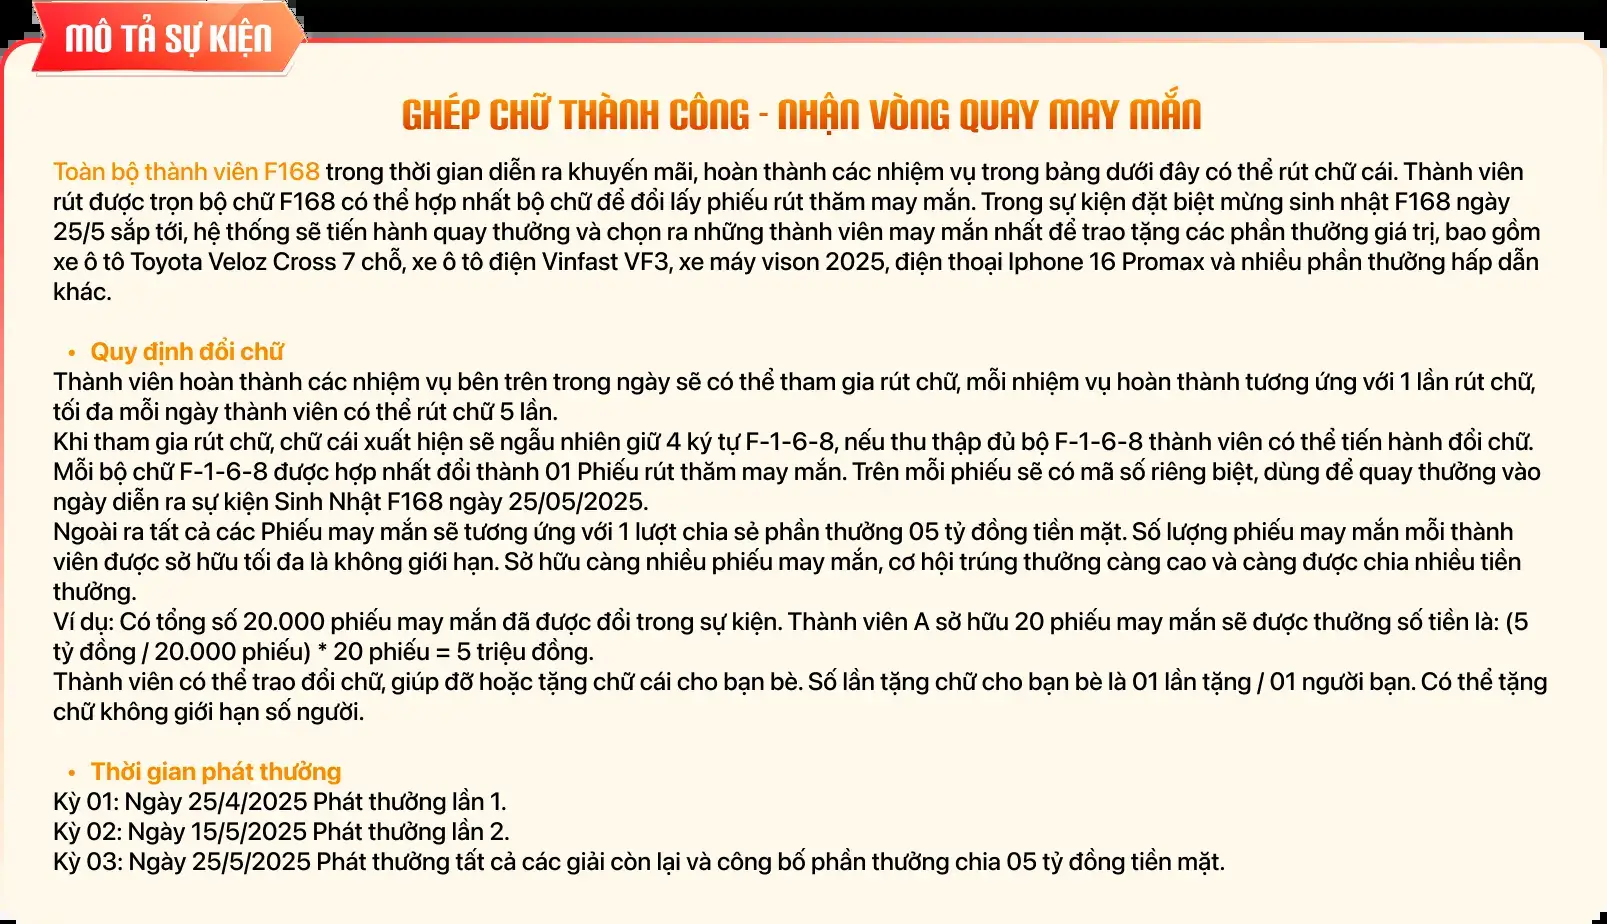 MÔ TẢ SỰ KIỆN
GHÉP CHỮ THÀNH CÔNG - NHẬN VÒNG QUAY MAY MẮN
Toàn bộ thành viên F168 trong thời gian diễn ra khuyến mãi, hoàn thành các nhiệm vụ trong bảng dưới đây có thể rút chữ cái. Thành viên
rút được trọn bộ chữ F168 có thể hợp nhất bộ chữ để đổi lấy phiếu rút thăm may mắn. Trong sự kiện đặt biệt mừng sinh nhật F168 ngày
25/5 sắp tới, hệ thống sẽ tiến hành quay thưởng và chọn ra những thành viên may mắn nhất để trao tặng các phần thưởng giá trị, bao gồm
xe ô tô Toyota Veloz Cross 7 chỗ, xe ô tô điện Vinfast VF3, xe máy vison 2025, điện thoại Iphone 16 Promax và nhiều phần thưởng hấp dẫn
khác.
• Quy định đổi chữ
Thành viên hoàn thành các nhiệm vụ bên trên trong ngày sẽ có thể tham gia rút chữ, mỗi nhiệm vụ hoàn thành tương ứng với 1 lần rút chữ,
tối đa mỗi ngày thành viên có thể rút chữ 5 lần.
Khi tham gia rút chữ, chữ cái xuất hiện sẽ ngẫu nhiên giữ 4 ký tự F-1-6-8, nếu thu thập đủ bộ F-1-6-8 thành viên có thể tiến hành đổi chữ.
Mỗi bộ chữ F-1-6-8 được hợp nhất đổi thành 01 Phiếu rút thăm may mắn. Trên mỗi phiếu sẽ có mã số riêng biệt, dùng để quay thưởng vào
ngày diễn ra sự kiện Sinh Nhật F168 ngày 25/05/2025.
Ngoài ra tất cả các Phiếu may mắn sẽ tương ứng với 1 lượt chia sẻ phần thưởng 05 tỷ đồng tiền mặt. Số lượng phiếu may mắn mỗi thành
viên được sở hữu tối đa là không giới hạn. Sở hữu càng nhiều phiếu may mắn, cơ hội trúng thưởng càng cao và càng được chia nhiều tiền
thưởng.
Ví dụ: Có tổng số 20.000 phiếu may mắn đã được đổi trong sự kiện. Thành viên A sở hữu 20 phiếu may mắn sẽ được thưởng số tiền là: (5
tỷ đồng / 20.000 phiếu) * 20 phiếu = 5 triệu đồng.
Thành viên có thể trao đổi chữ, giúp đỡ hoặc tặng chữ cái cho bạn bè. Số lần tặng chữ cho bạn bè là 01 lần tặng / 01 người bạn. Có thể tặng
chữ không giới hạn số người.
• Thời gian phát thưởng
Kỳ 01: Ngày 25/4/2025 Phát thưởng lần 1.
Kỳ 02: Ngày 15/5/2025 Phát thưởng lần 2.
Kỳ 03: Ngày 25/5/2025 Phát thưởng tất cả các giải còn lại và công bố phần thưởng chia 05 tỷ đồng tiền mặt.